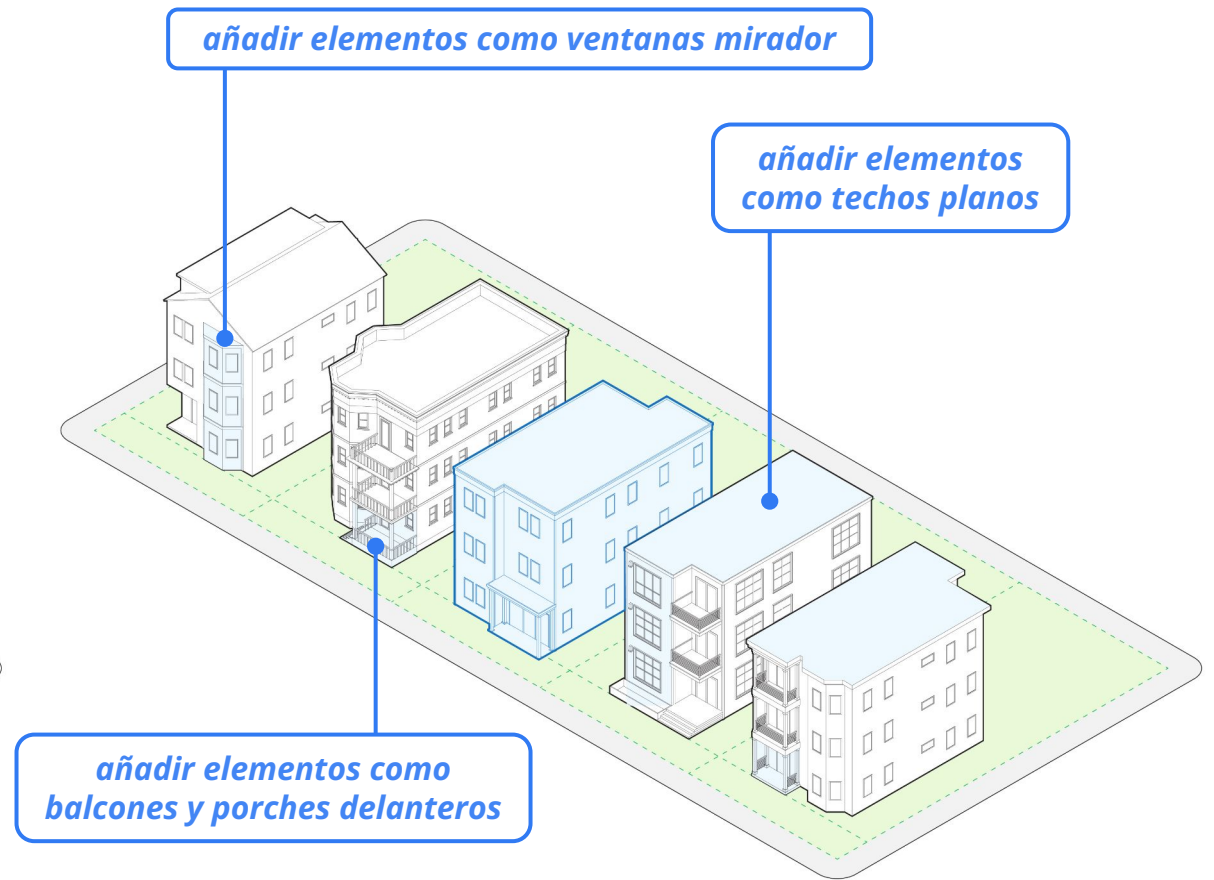 añadir elementos como ventanas mirador
añadir elementos
como techos planos
añadir elementos como
balcones y porches delanteros